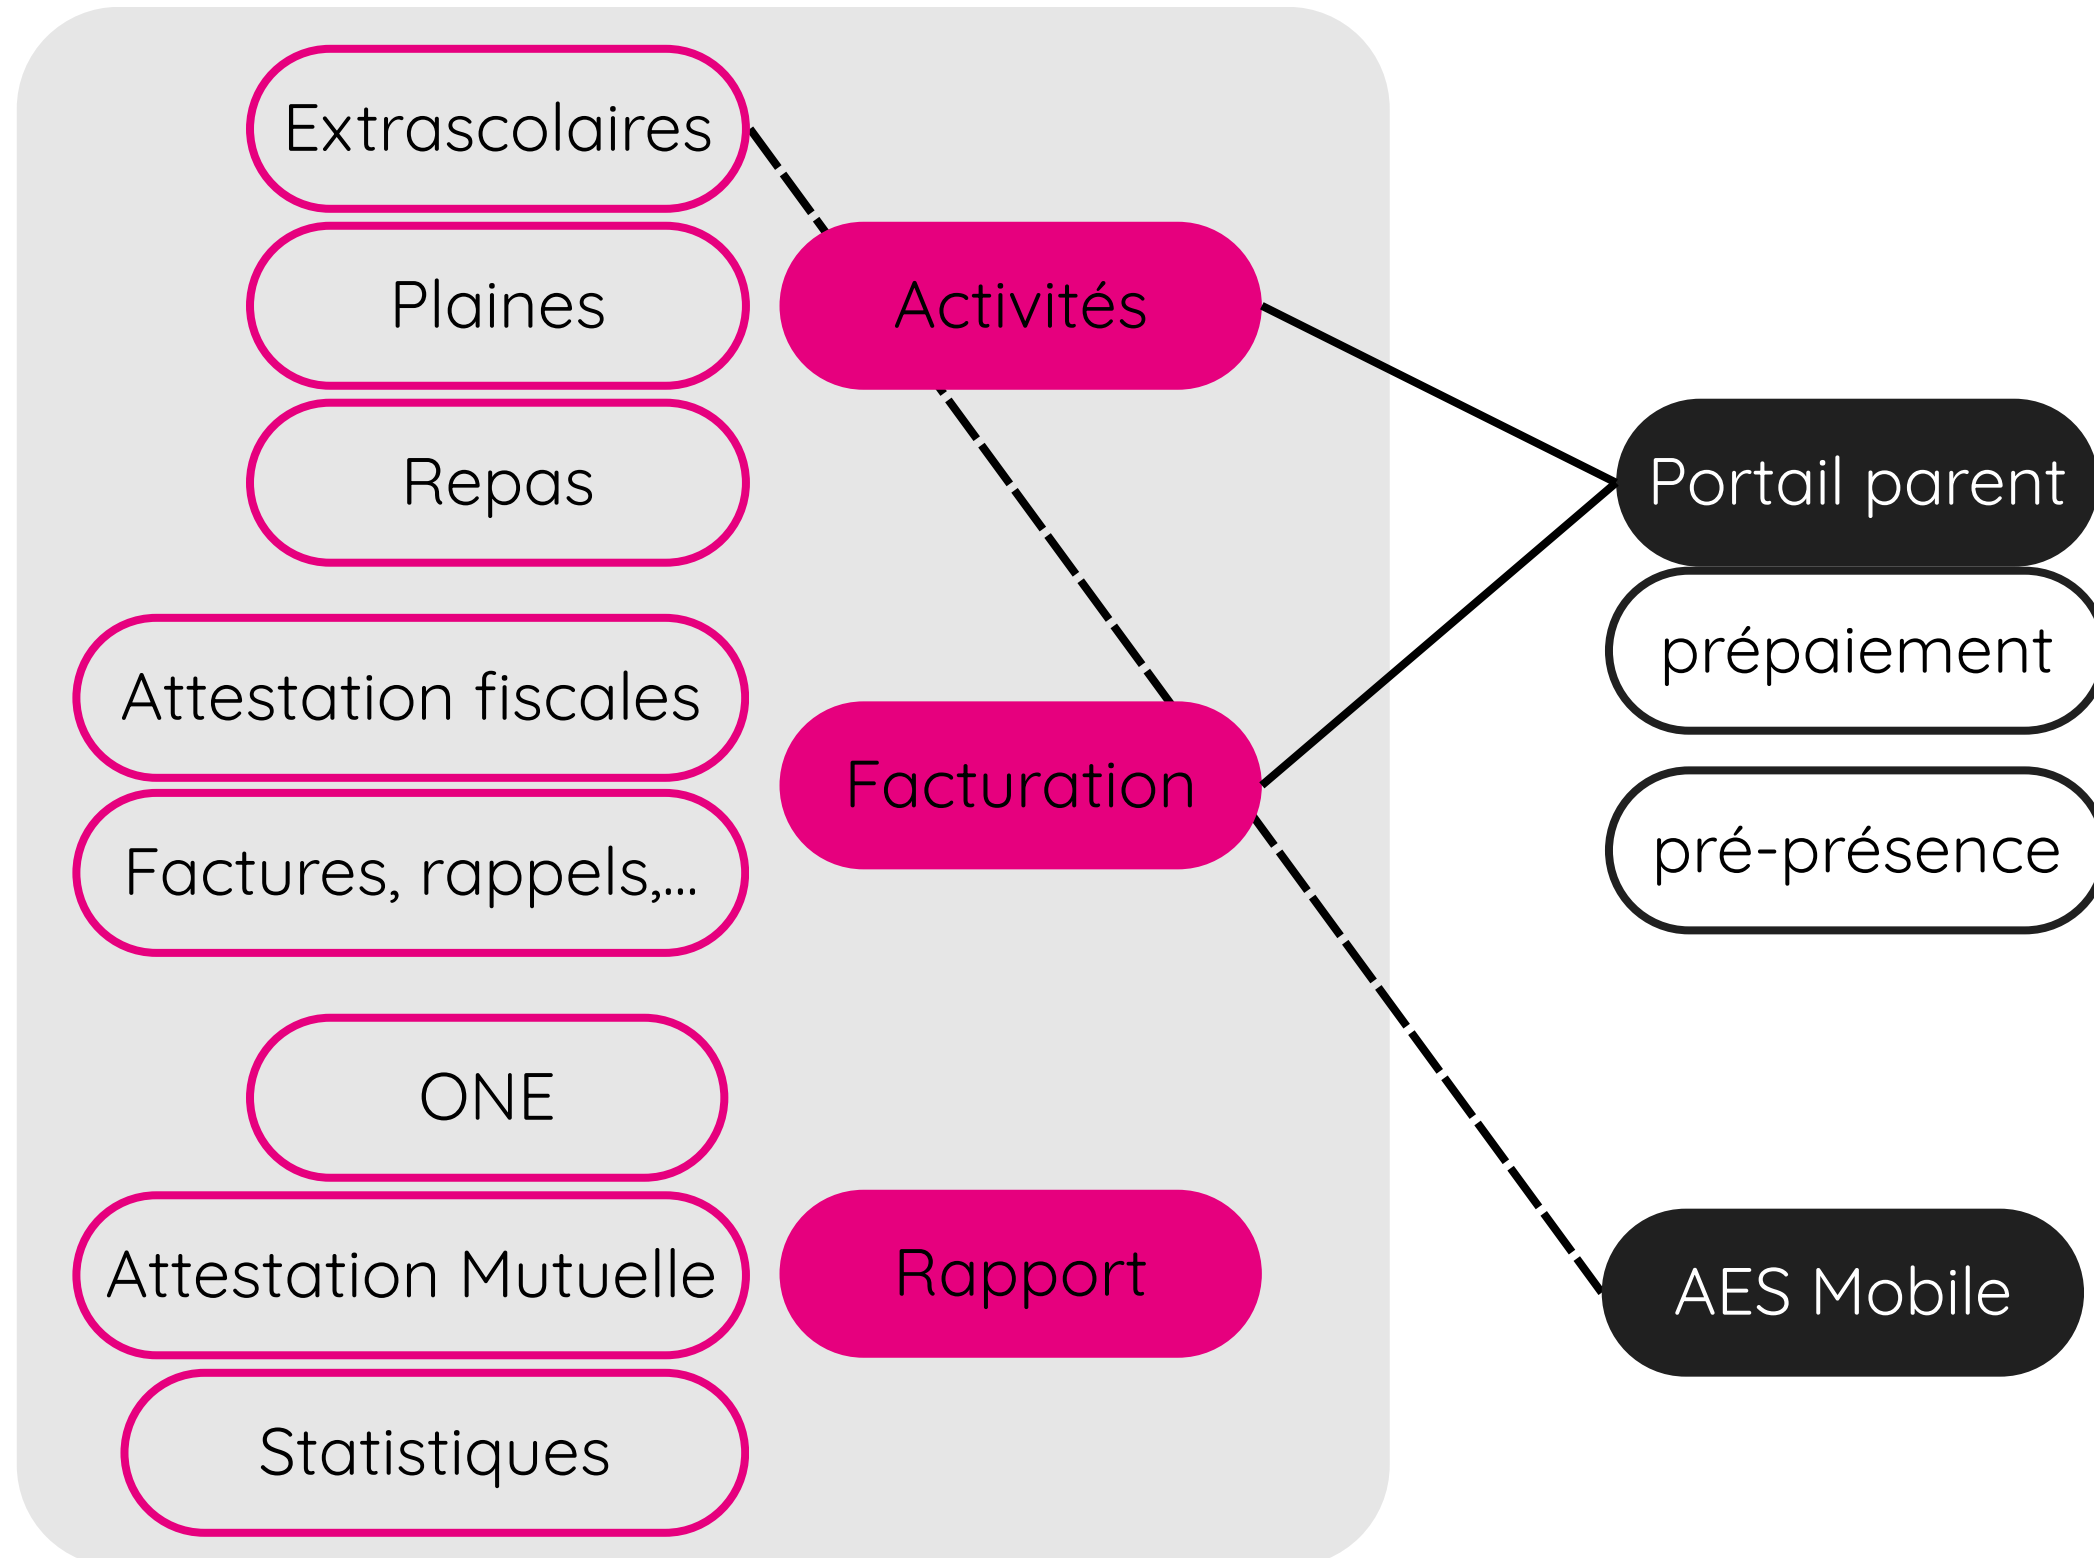 Extrascolaires
Plaines
Activités
Repas
Attestation fiscales
Facturation
Factures, rappels,...
ONE
Attestation Mutuelle
Rapport
Statistiques
Portail parent
prépaiement
pré-présence
AES Mobile